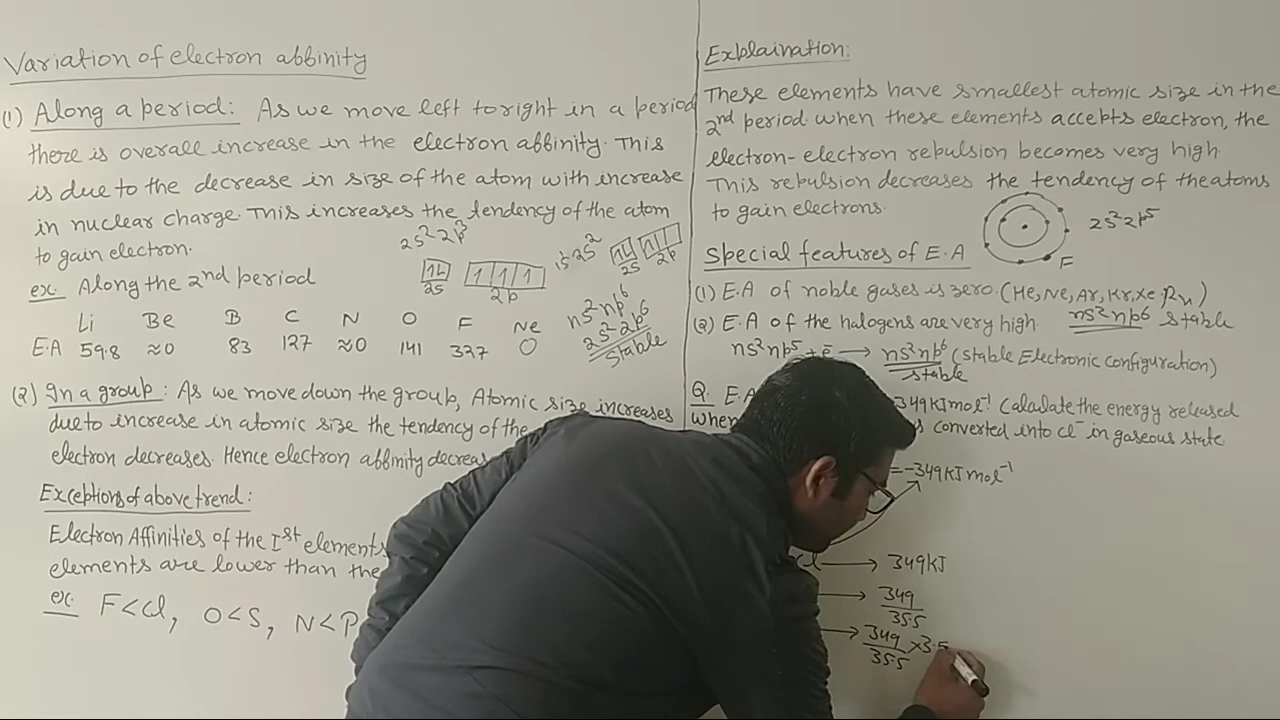 Variation of electron affinity
(1) Along a period: As we move left to right in a period
there is overall increase in the electron affinity. This
is due to the decrease in size of the atom with increase
in nuclear charge. This increases the tendency of the atom
to gain electron.
2s² 2p³
1s² 2s²
2s 2p
2s 2p
ex. Along the 2nd period
Li Be B C N O F Ne
E.A 59.8 ≈0 83 127 ≈0 141 327 0
ns² np⁶
2s² 2p⁶
stable
(2) In a group: As we move down the group, Atomic size increases
due to increase in atomic size the tendency of the
electron decreases. Hence electron affinity decreas
Exceptions of above trend:
Electron Affinities of the Ist elements
elements are lower than the
ex. F<Cl, O<S, N<P
Explaination:
These elements have smallest atomic size in the
2nd period. when these elements accepts electron, the
electron-electron repulsion becomes very high.
This repulsion decreases the tendency of the atoms
to gain electrons.
2s² 2p⁵
F
Special features of E.A
(1) E.A of noble gases is zero. (He, Ne, Ar, Kr, Xe, Rn)
(2) E.A of the halogens are very high. ns² np⁶ stable
ns² np⁵ + e⁻ → ns² np⁶ (Stable Electronic configuration)
stable
Q. E.A 349 KJ mol⁻¹. Calculate the energy released
when converted into Cl⁻ in gaseous state.
= -349 KJ mol⁻¹
Cl → 349 KJ
→ 349/35.5
→ 349/35.5 × 3.5